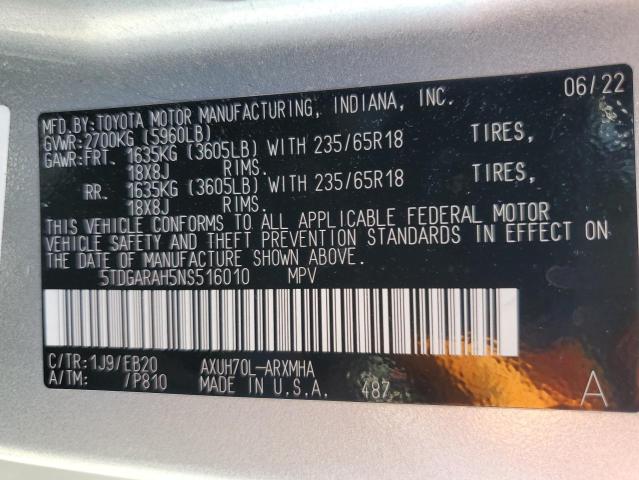 MFD.BY:TOYOTA MOTOR MANUFACTURING, INDIANA, INC. 06/22
GVWR:2700KG (5960LB)
GAWR:FRT. 1635KG (3605LB) WITH 235/65R18 TIRES,
18X8J RIMS.
RR. 1635KG (3605LB) WITH 235/65R18 TIRES,
18X8J RIMS.
THIS VEHICLE CONFORMS TO ALL APPLICABLE FEDERAL MOTOR
VEHICLE SAFETY AND THEFT PREVENTION STANDARDS IN EFFECT ON
THE DATE OF MANUFACTURE SHOWN ABOVE.
5TDGARAH5NS516010 MPV
C/TR:1J9/EB20 AXUH70L-ARXMHA
A/TM: /P810 MADE IN U.S.A. 487 A